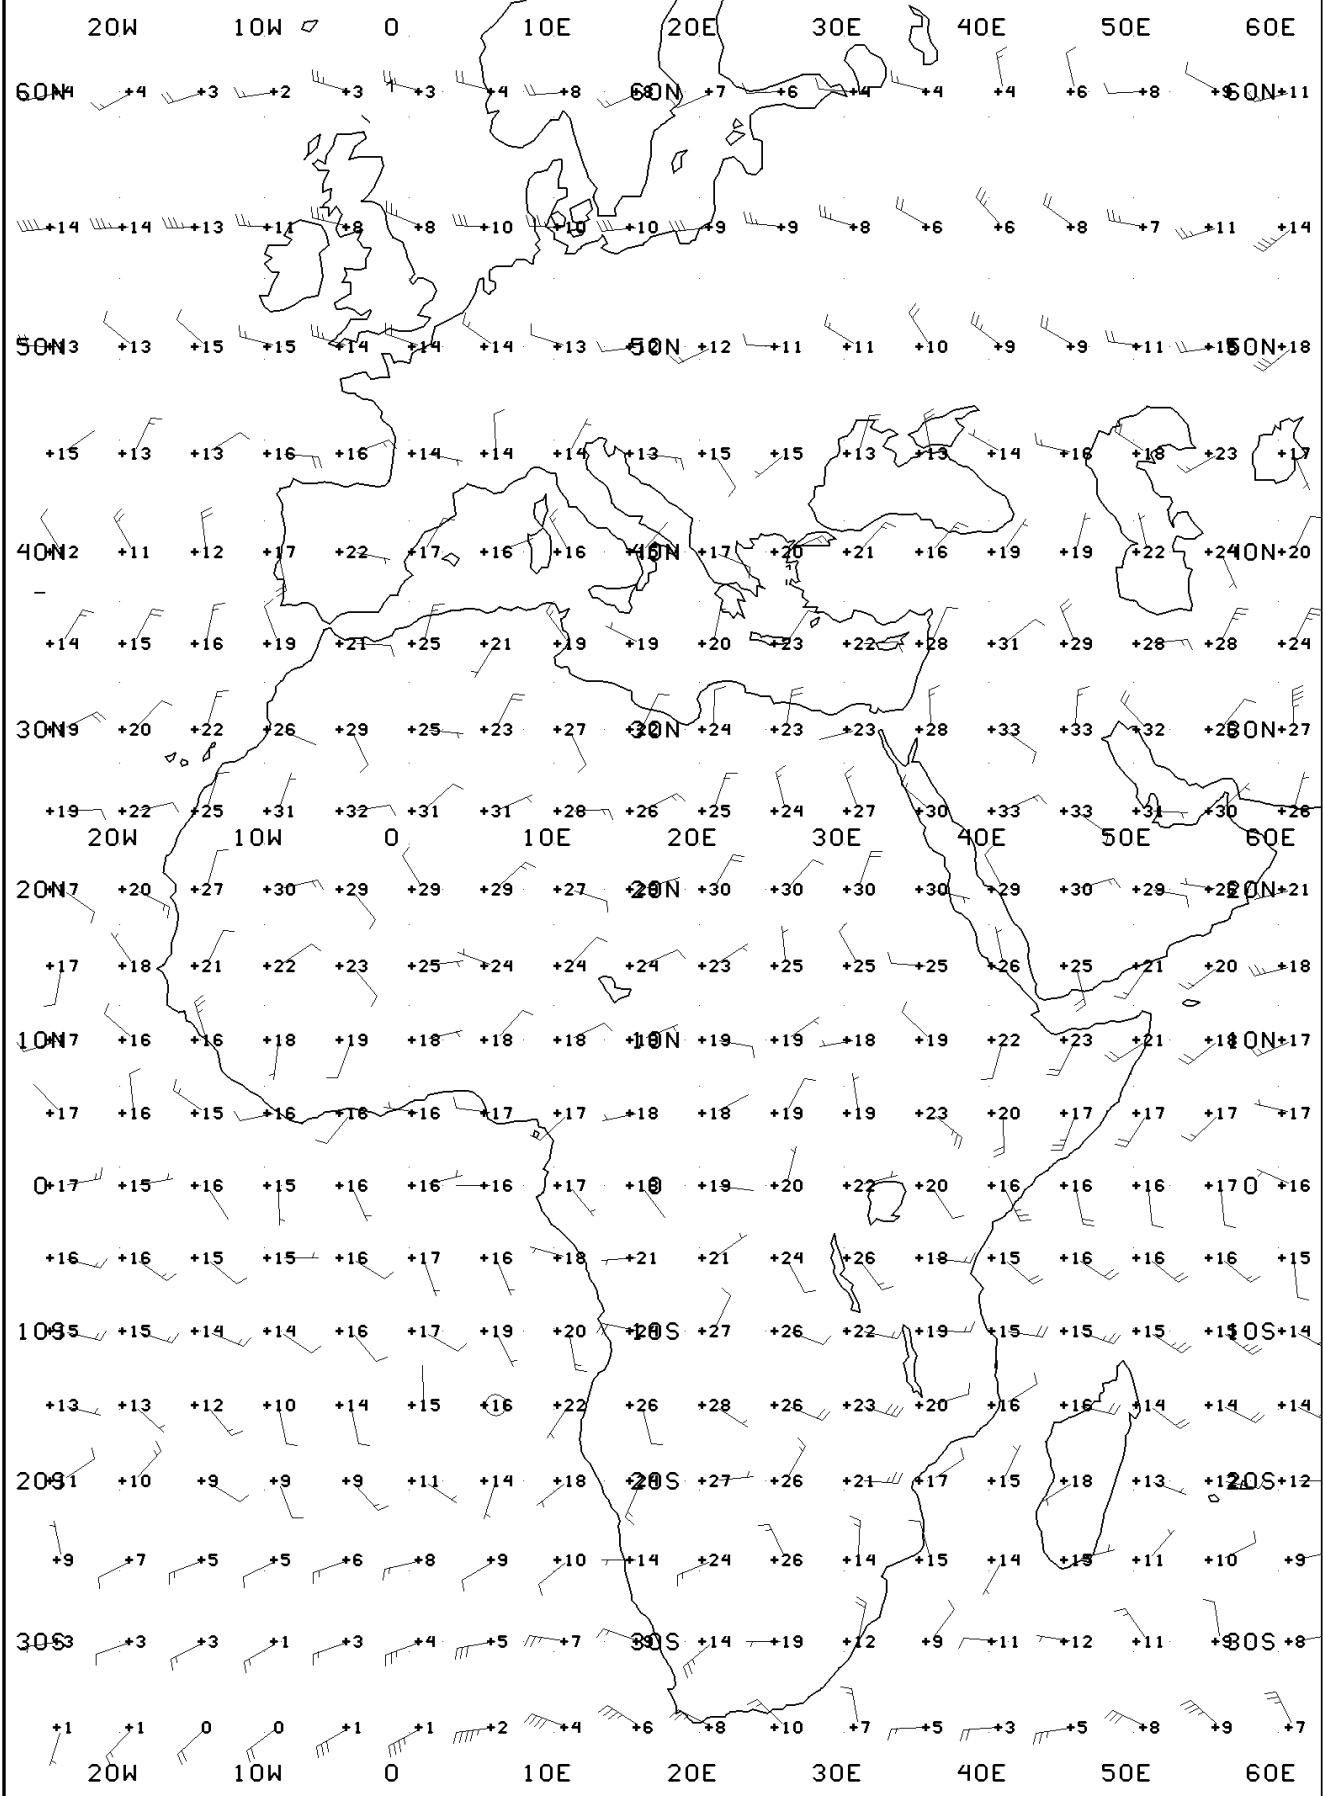 20W 10W 0 10E 20E 30E 40E 50E 60E
60N +4 +3 +2 +3 +3 +4 +8 60N +7 +6 +4 +4 +4 +6 +8 60N +11
+14 +14 +13 +11 +8 +8 +10 +10 +10 +9 +9 +8 +6 +6 +8 +7 +11 +14
50N +13 +15 +15 +14 +14 +14 +13 50N +12 +11 +11 +10 +9 +9 +11 50N +18
+15 +13 +13 +16 +16 +14 +14 +14 +13 +15 +15 +13 +13 +14 +16 +18 +23 +17
40N +11 +12 +17 +22 +17 +16 +16 40N +17 +20 +21 +16 +19 +19 +22 40N +20
+14 +15 +16 +19 +21 +25 +21 +19 +19 +20 +23 +22 +28 +31 +29 +28 +28 +24
30N +20 +22 +26 +29 +25 +23 +27 30N +24 +23 +23 +28 +33 +33 +32 30N +27
+19 +22 +25 +31 +32 +31 +31 +28 +26 +25 +24 +27 +30 +33 +33 +31 +30 +26
20W 10W 0 10E 20E 30E 40E 50E 60E
20N +20 +27 +30 +29 +29 +29 +27 20N +30 +30 +30 +30 +29 +30 +29 20N +21
+17 +18 +21 +22 +23 +25 +24 +24 +24 +23 +25 +25 +25 +26 +25 +21 +20 +18
10N +16 +16 +18 +19 +18 +18 +18 10N +19 +19 +18 +19 +22 +23 +21 10N +17
+17 +16 +15 +16 +16 +16 +17 +17 +18 +18 +19 +19 +23 +20 +17 +17 +17 +17
0 +17 +15 +16 +15 +16 +16 +16 +17 +18 0 +19 +20 +22 +20 +16 +16 +16 +17 0 +16
+16 +16 +15 +15 +16 +17 +16 +18 +21 +21 +24 +26 +18 +15 +16 +16 +16 +15
10S +15 +14 +14 +16 +17 +19 +20 10S +27 +26 +22 +19 +15 +15 +15 10S +14
+13 +13 +12 +10 +14 +15 +16 +22 +26 +28 +26 +23 +20 +16 +16 +14 +14 +14
20S +10 +9 +9 +9 +11 +14 +18 20S +27 +26 +21 +17 +15 +18 +13 20S +12
+9 +7 +5 +5 +6 +8 +9 +10 +14 +24 +26 +14 +15 +14 +15 +11 +10 +9
30S +3 +3 +1 +3 +4 +5 +7 30S +14 +19 +12 +9 +11 +12 +11 30S +8
+1 +1 0 0 +1 +1 +2 +4 +6 +8 +10 +7 +5 +3 +5 +8 +9 +7
20W 10W 0 10E 20E 30E 40E 50E 60E